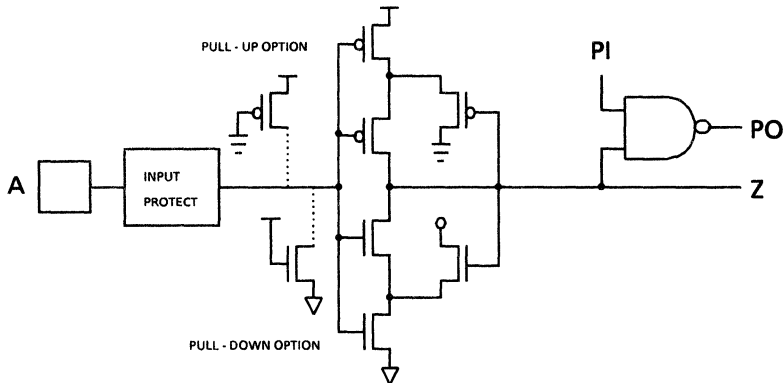 PULL - UP OPTION
PI
PO
A
INPUT
PROTECT
Z
PULL - DOWN OPTION